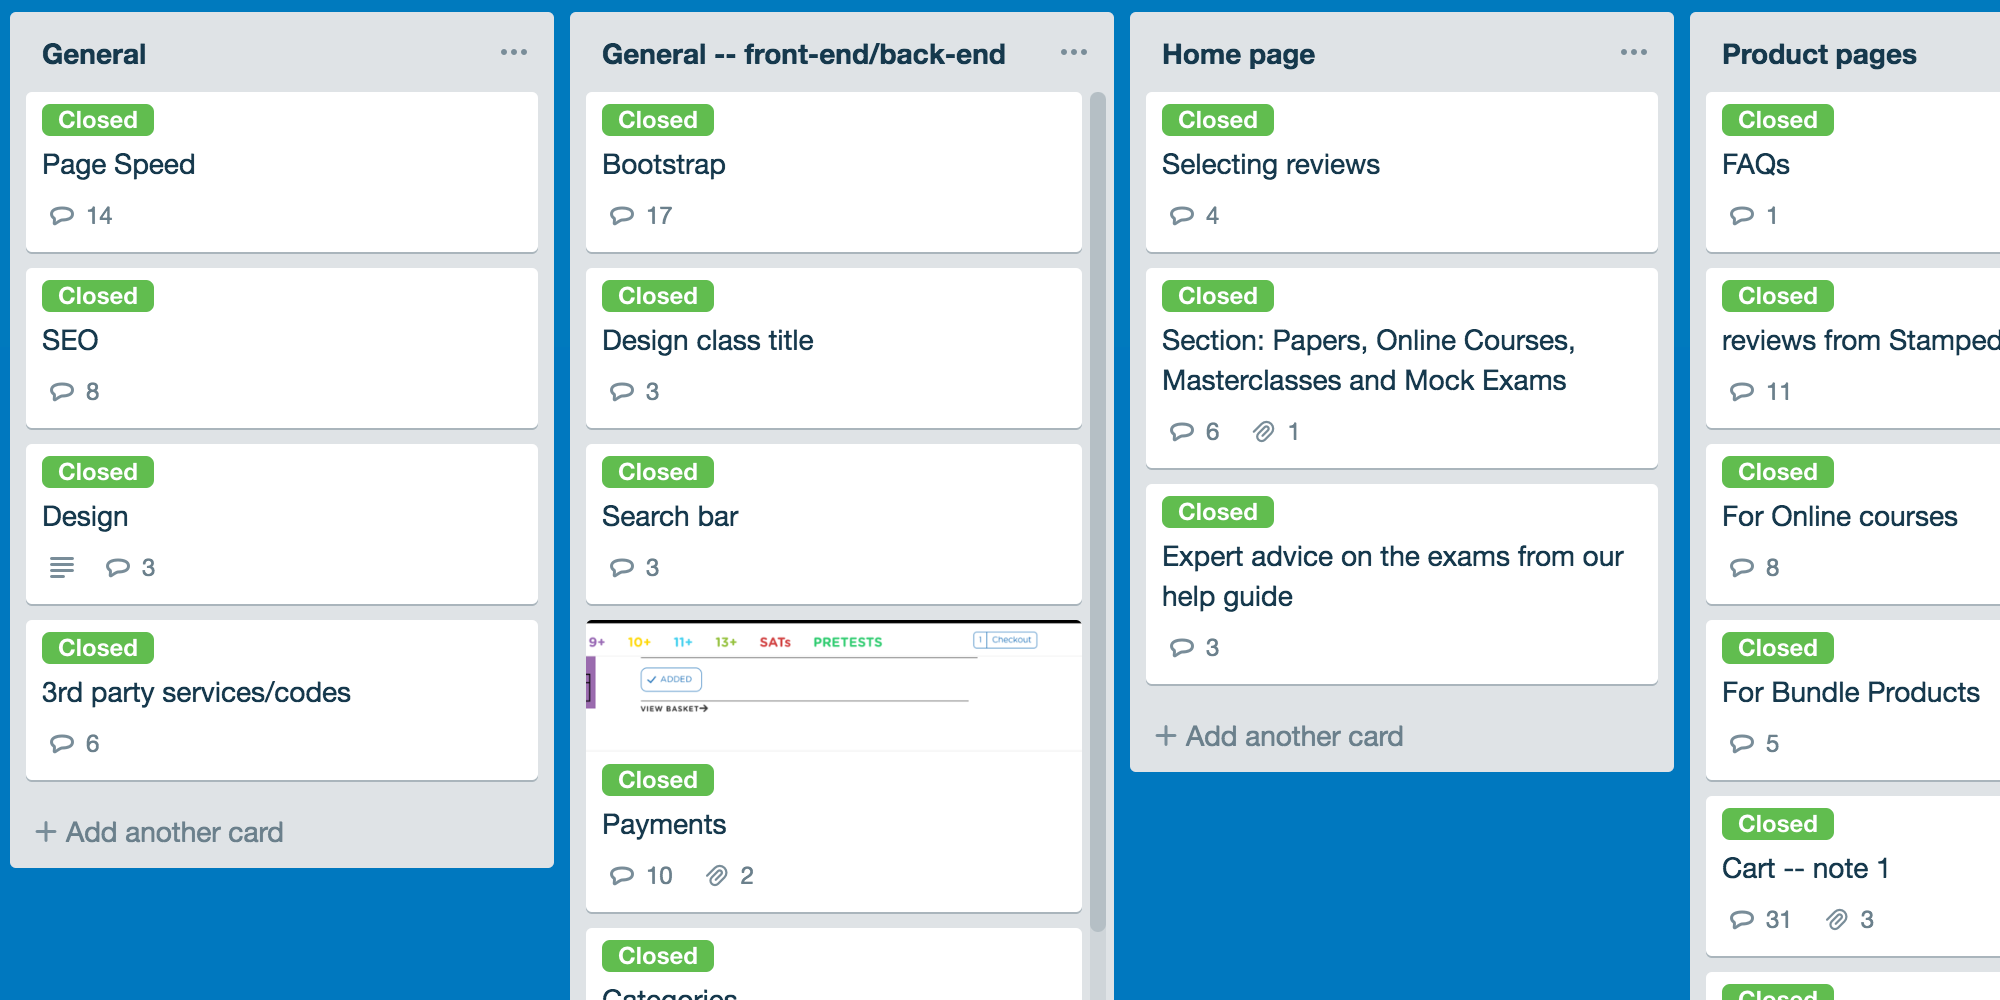 General
Closed
Page Speed
14
Closed
SEO
8
Closed
Design
3
Closed
3rd party services/codes
6
+ Add another card
General -- front-end/back-end
Closed
Bootstrap
17
Closed
Design class title
3
Closed
Search bar
3
9+ 10+ 11+ 13+ SATs PRETESTS 1 Checkout
✓ ADDED
VIEW BASKET→
Closed
Payments
10 2
Closed
Categories
Home page
Closed
Selecting reviews
4
Closed
Section: Papers, Online Courses,
Masterclasses and Mock Exams
6 1
Closed
Expert advice on the exams from our
help guide
3
+ Add another card
Product pages
Closed
FAQs
1
Closed
reviews from Stamped
11
Closed
For Online courses
8
Closed
For Bundle Products
5
Closed
Cart -- note 1
31 3
Closed